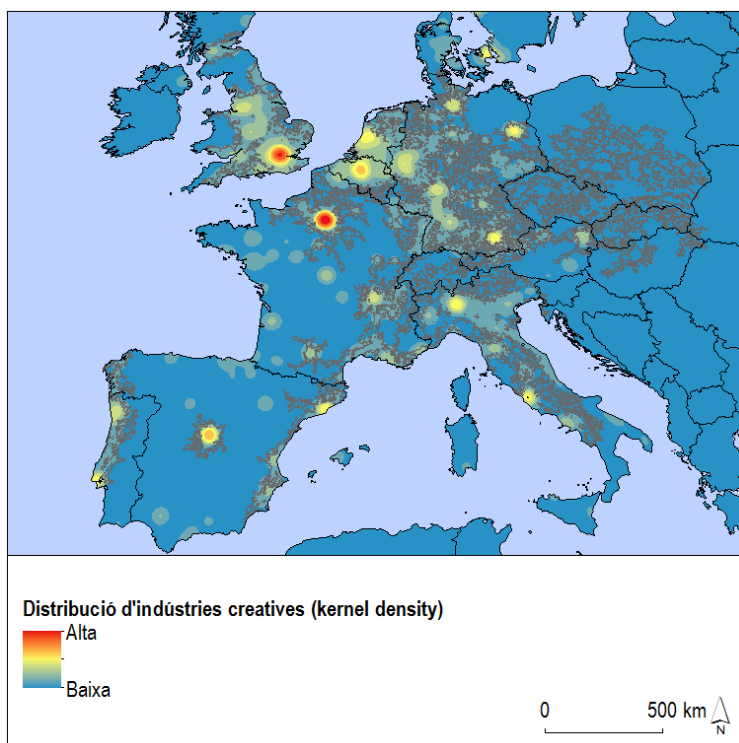 Distribució d'indústries creatives (kernel density)
Alta
Baixa
0 500 km
N